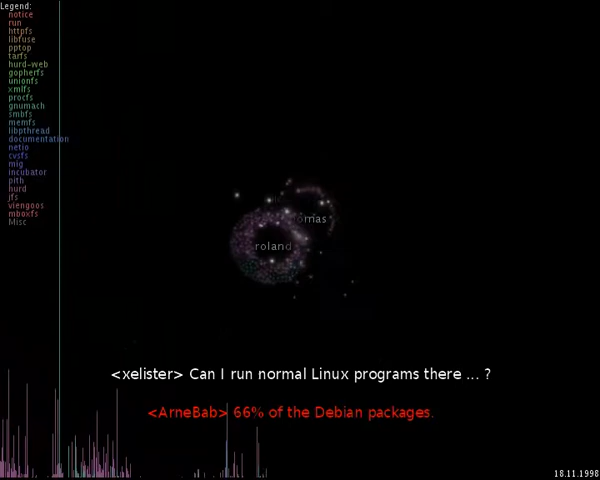 Legend:
notice
run
httpfs
libfuse
pptop
tarfs
hurd-web
gopherfs
unionfs
xmlfs
procfs
gnumach
smbfs
memfs
libpthread
documentation
netio
cvsfs
mig
incubator
pith
hurd
jfs
viengoos
mboxfs
Misc
omas
roland
<xelister> Can I run normal Linux programs there ... ?
<ArneBab> 66% of the Debian packages.
18.11.1998